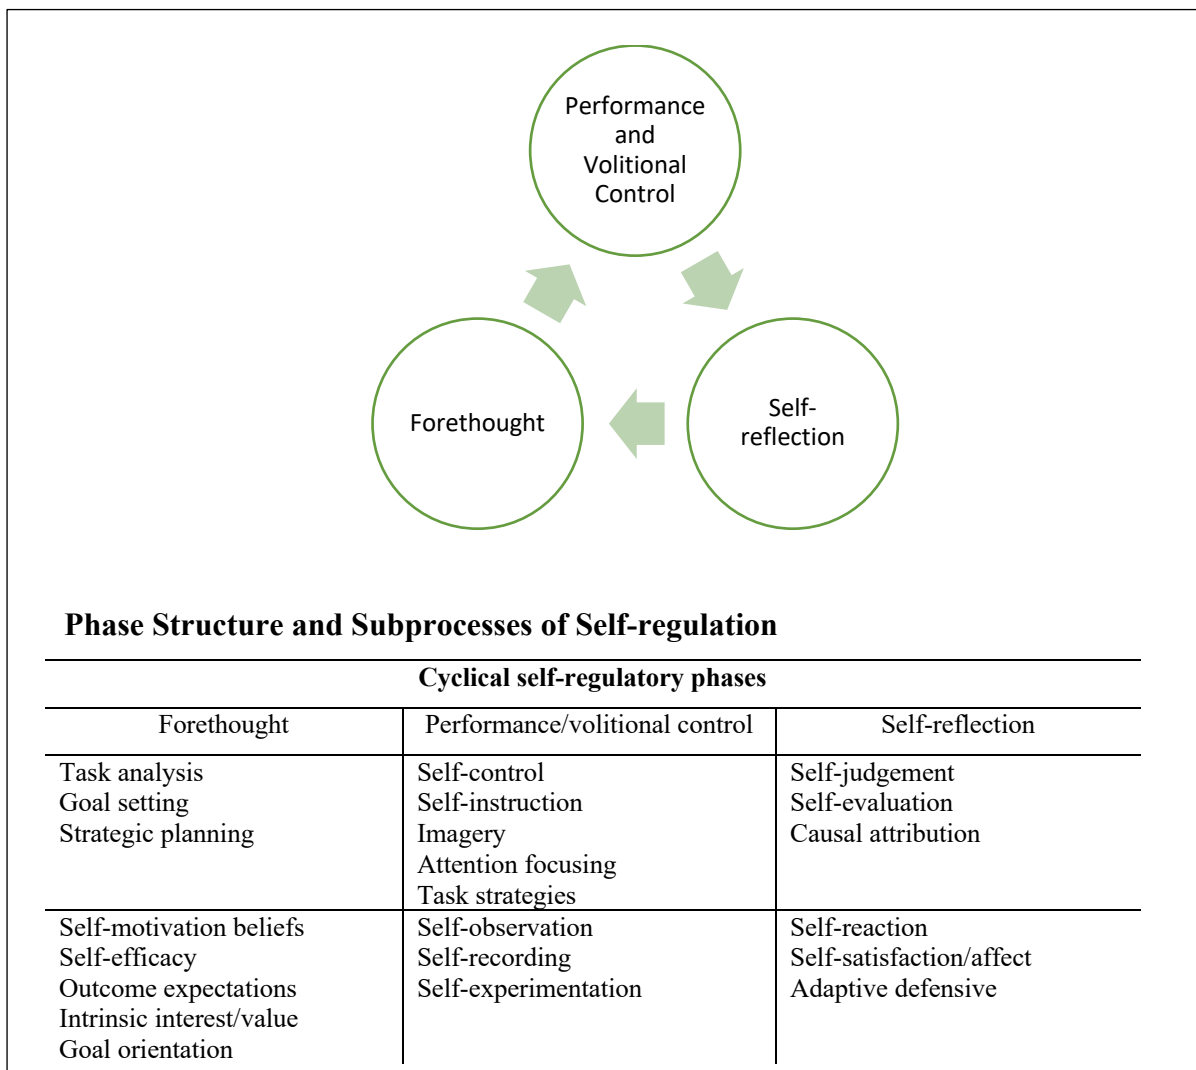 Performance
and
Volitional
Control
Forethought
Self-
reflection
Phase Structure and Subprocesses of Self-regulation
Cyclical self-regulatory phases
Forethought Performance/volitional control Self-reflection
Task analysis Self-control Self-judgement
Goal setting Self-instruction Self-evaluation
Strategic planning Imagery Causal attribution
Attention focusing
Task strategies
Self-motivation beliefs Self-observation Self-reaction
Self-efficacy Self-recording Self-satisfaction/affect
Outcome expectations Self-experimentation Adaptive defensive
Intrinsic interest/value
Goal orientation